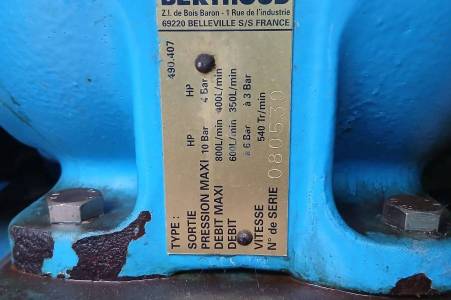 BERTHOUD
Z.I. de Bois Baron - 1 Rue de l'industrie
69220 BELLEVILLE S/S FRANCE
TYPE : 490.407
SORTIE HP HP
PRESSION MAXI 10 Bar 4 Bar
DEBIT MAXI 800L/min 400L/min
DEBIT 600L/min 350L/min
à 6 Bar à 3 Bar
VITESSE 540 Tr/min
N° de SERIE 080530